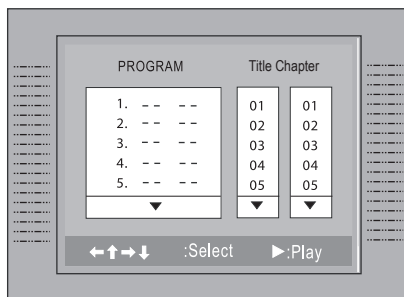 PROGRAM Title Chapter
1. -- -- 01 01
2. -- -- 02 02
3. -- -- 03 03
4. -- -- 04 04
5. -- -- 05 05
▼ ▼ ▼
←↑→↓ :Select ▶:Play